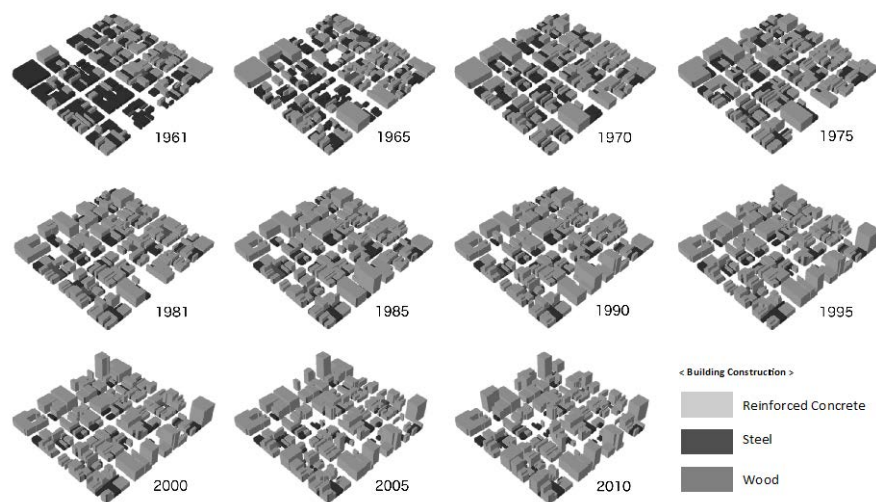 1961
1965
1970
1975
1981
1985
1990
1995
2000
2005
2010
< Building Construction >
Reinforced Concrete
Steel
Wood